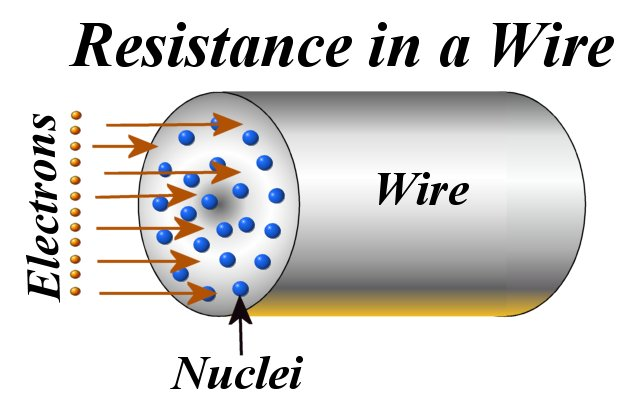 Resistance in a Wire
Electrons
Wire
Nuclei